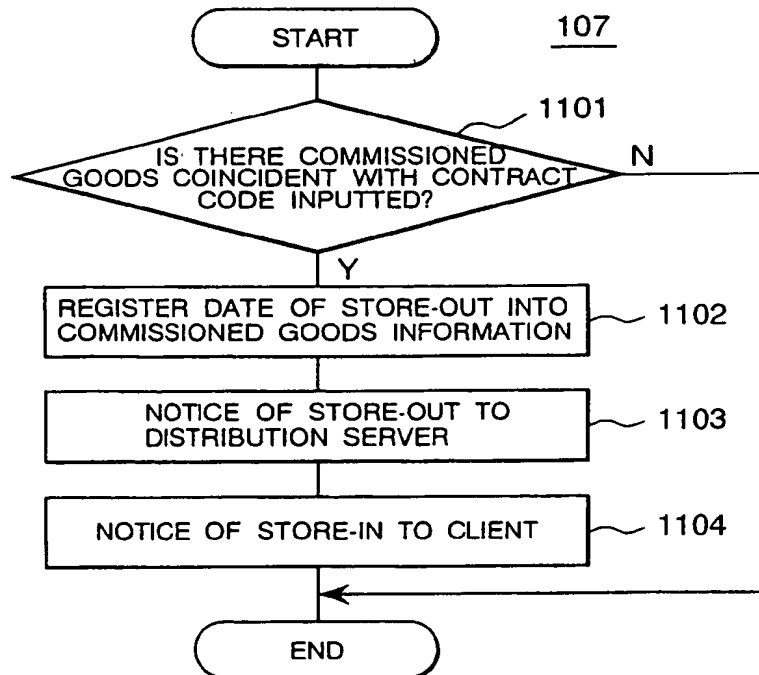 START
107
1101
IS THERE COMMISSIONED
GOODS COINCIDENT WITH CONTRACT
CODE INPUTTED?
N
Y
REGISTER DATE OF STORE-OUT INTO
COMMISSIONED GOODS INFORMATION
1102
NOTICE OF STORE-OUT TO
DISTRIBUTION SERVER
1103
NOTICE OF STORE-IN TO CLIENT
1104
END